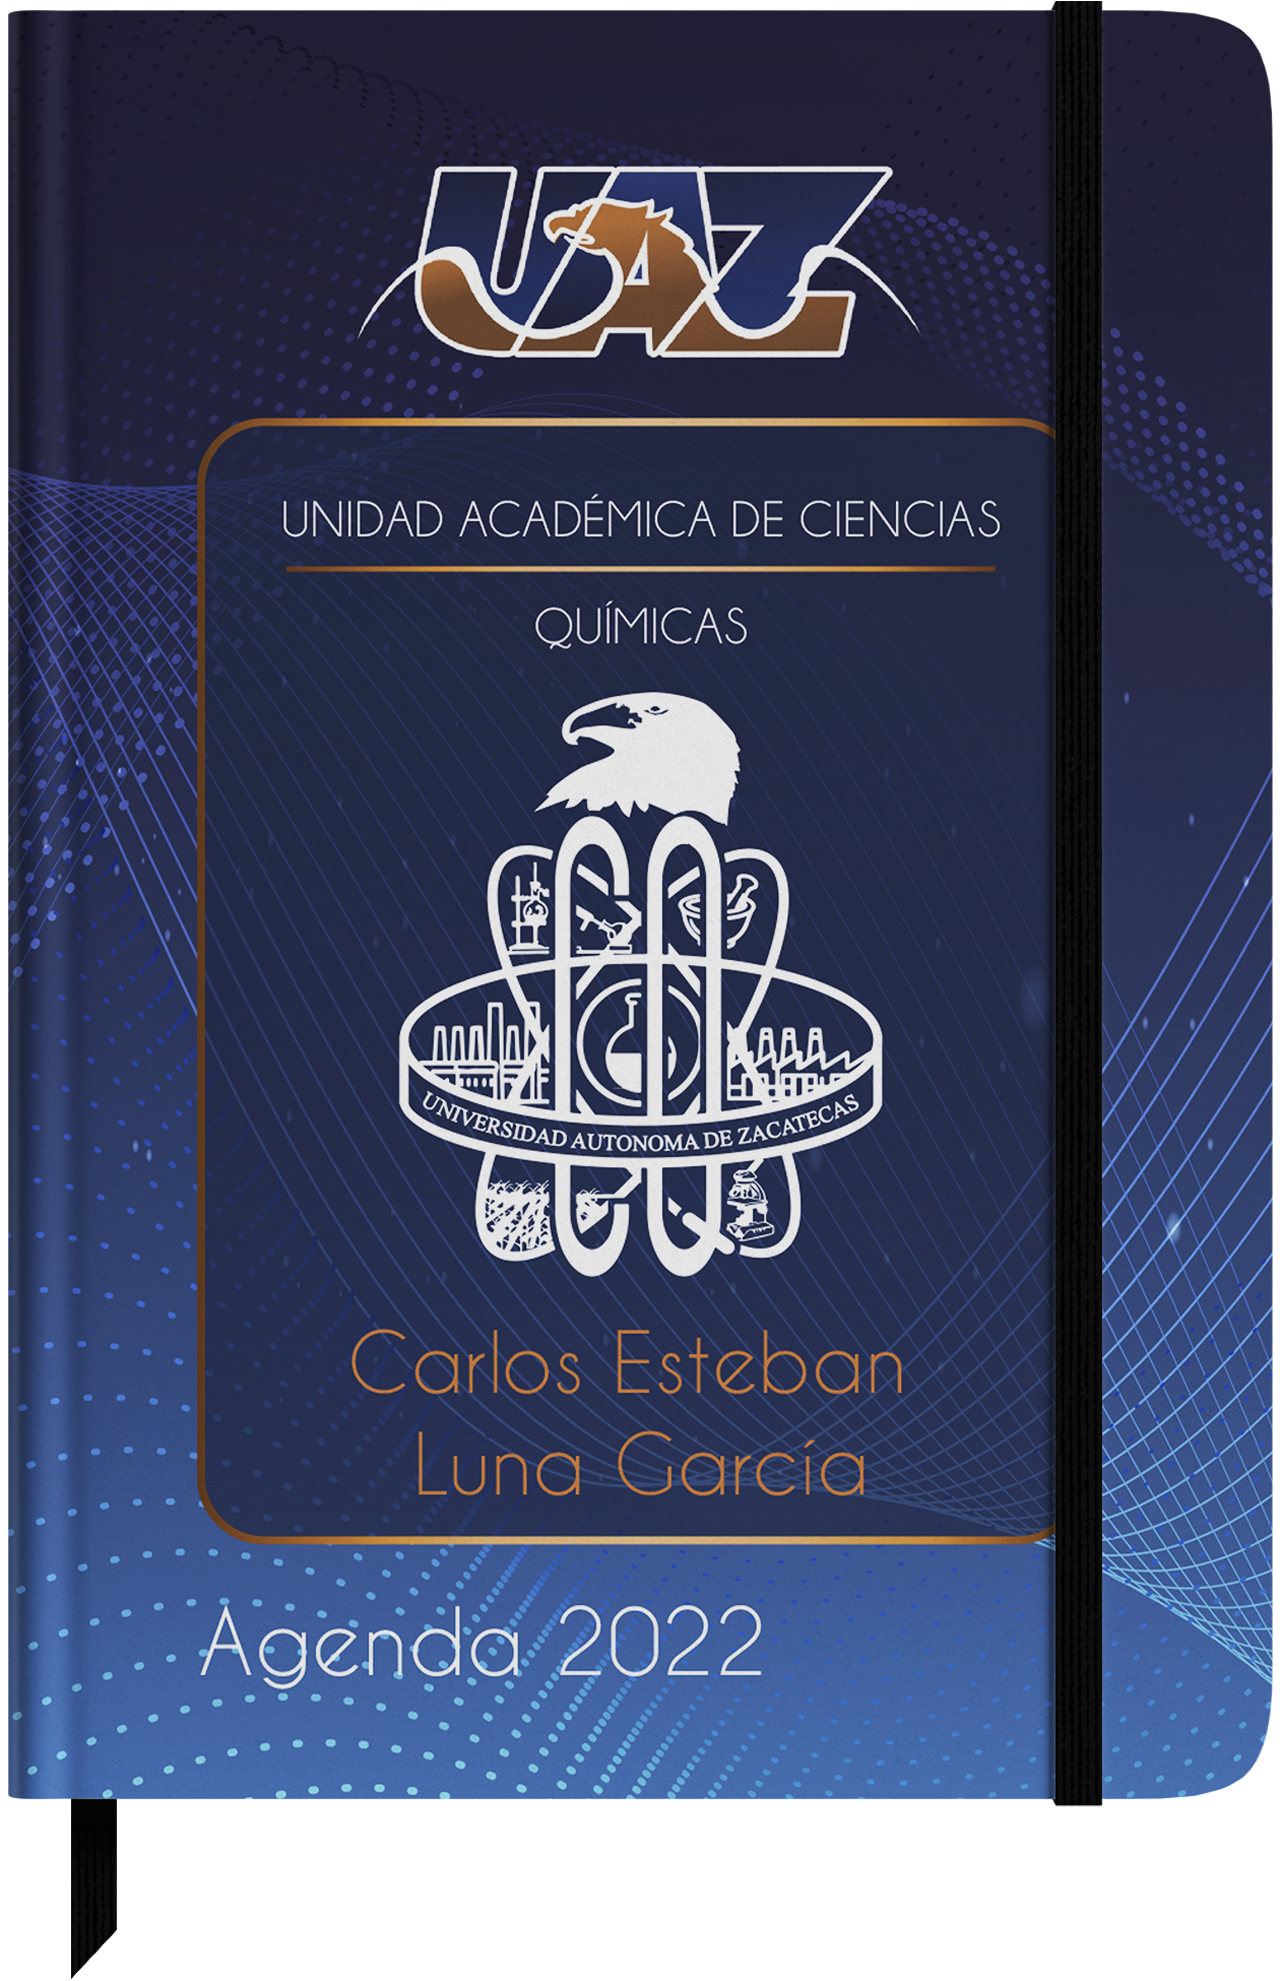 UAZ
UNIDAD ACADÉMICA DE CIENCIAS
QUÍMICAS
UNIVERSIDAD AUTONOMA DE ZACATECAS
Carlos Esteban
Luna García
Agenda 2022